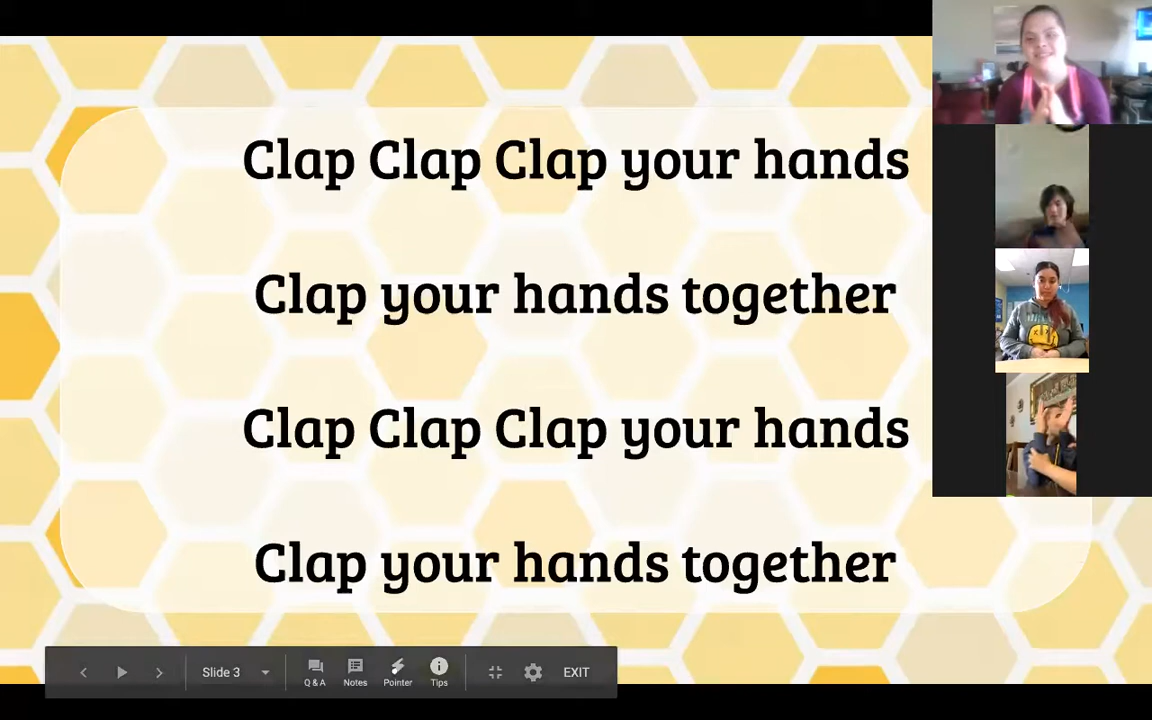 Clap Clap Clap your hands
Clap your hands together
Clap Clap Clap your hands
Clap your hands together
Slide 3
Q & A
Notes
Pointer
Tips
EXIT